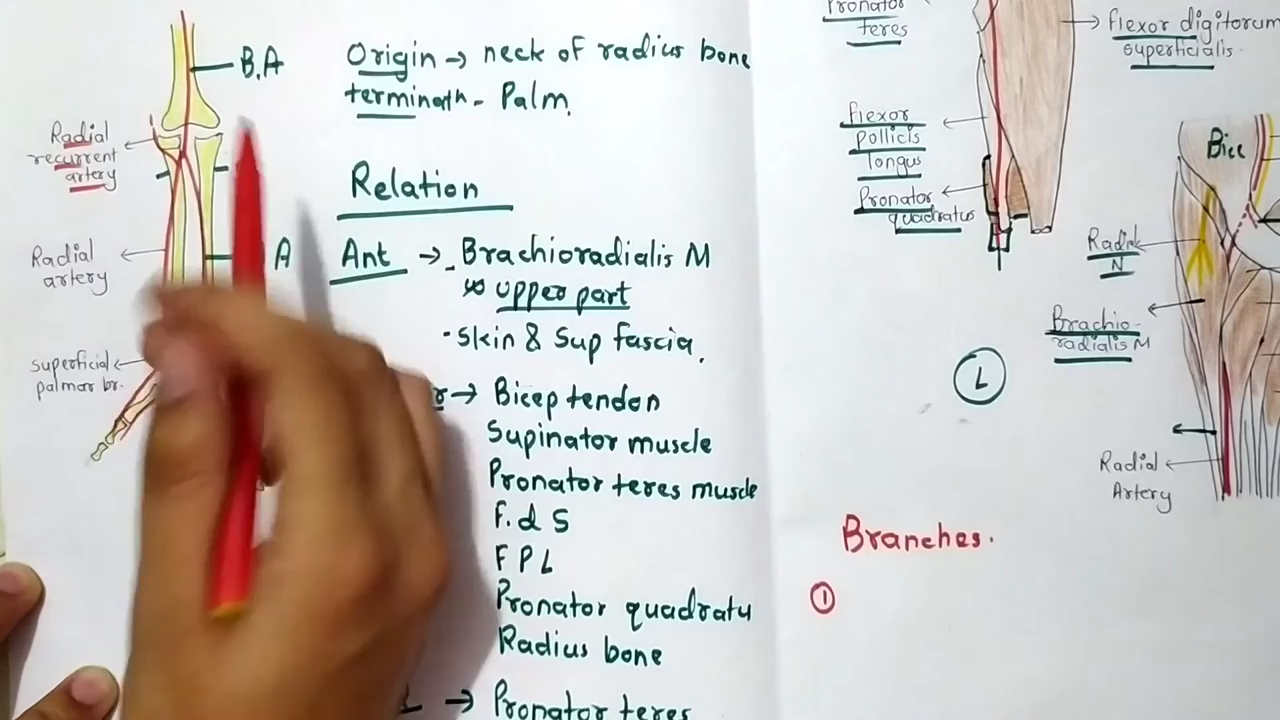 B.A
Radial
recurrent
artery
Radial
artery
A
superficial
palmar br.
Origin → neck of radius bone
terminath - Palm.
Relation
Ant → - Brachioradialis M
upper part
- Skin & Sup fascia.
→ Bicep tendon
Supinator muscle
Pronator teres muscle
F. d S
F P L
Pronator quadratu
Radius bone
→ Pronator teres
Pronator
teres
flexor digitorum
superficialis.
flexor
pollicis
longus
Pronator
quadratus
Bice
Radial
N
Brachio-
radialis M
L
Radial
Artery
Branches.
①